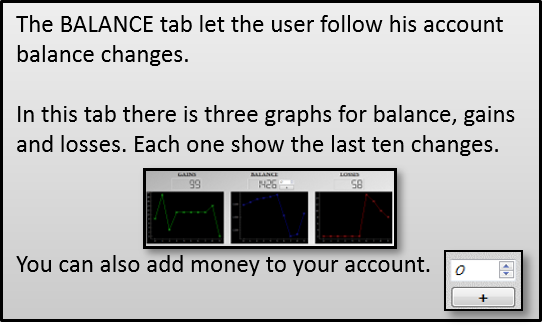 The BALANCE tab let the user follow his account
balance changes.
In this tab there is three graphs for balance, gains
and losses. Each one show the last ten changes.
GAINS BALANCE LOSSES
99 1426 58
You can also add money to your account.
0
+